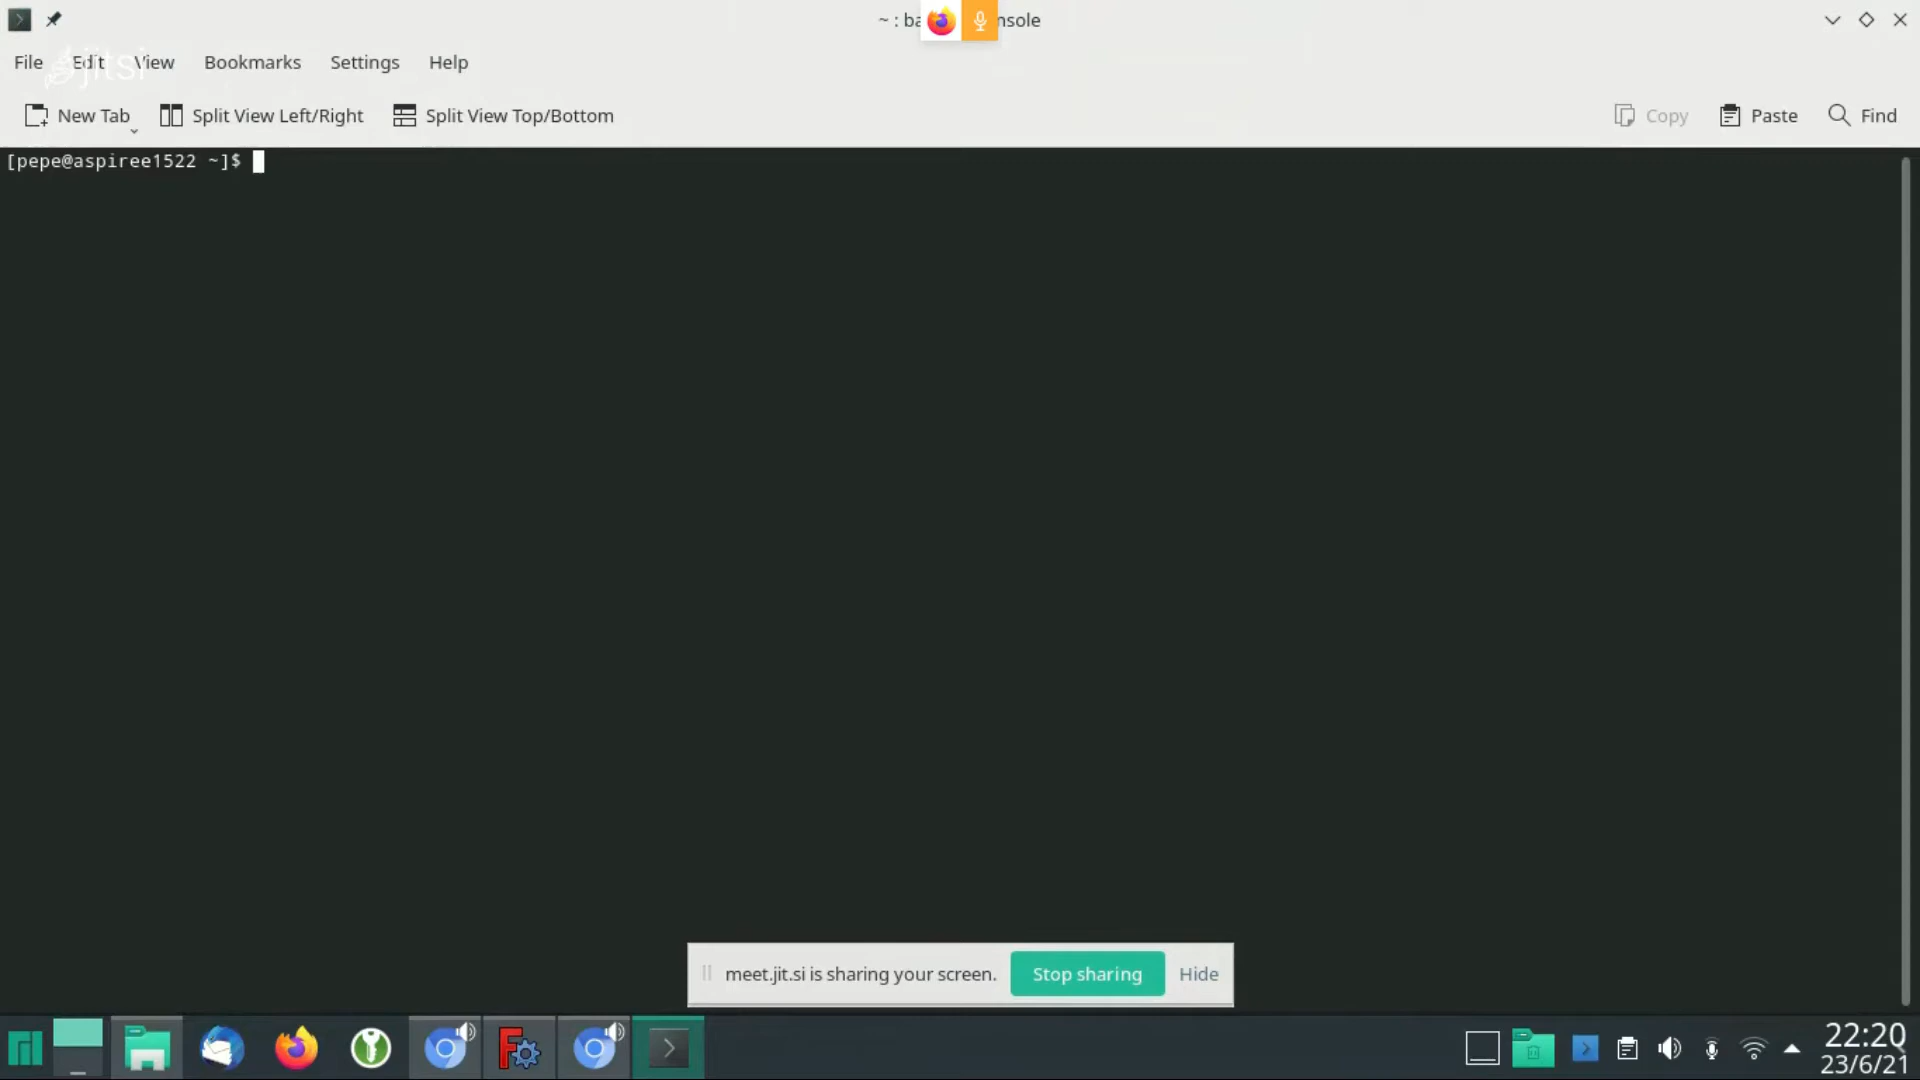 ~ : ba
nsole
File Edit View Bookmarks Settings Help
jitsi
New Tab Split View Left/Right Split View Top/Bottom Copy Paste Find
[pepe@aspiree1522 ~]$
meet.jit.si is sharing your screen. Stop sharing Hide
22:20
23/6/21